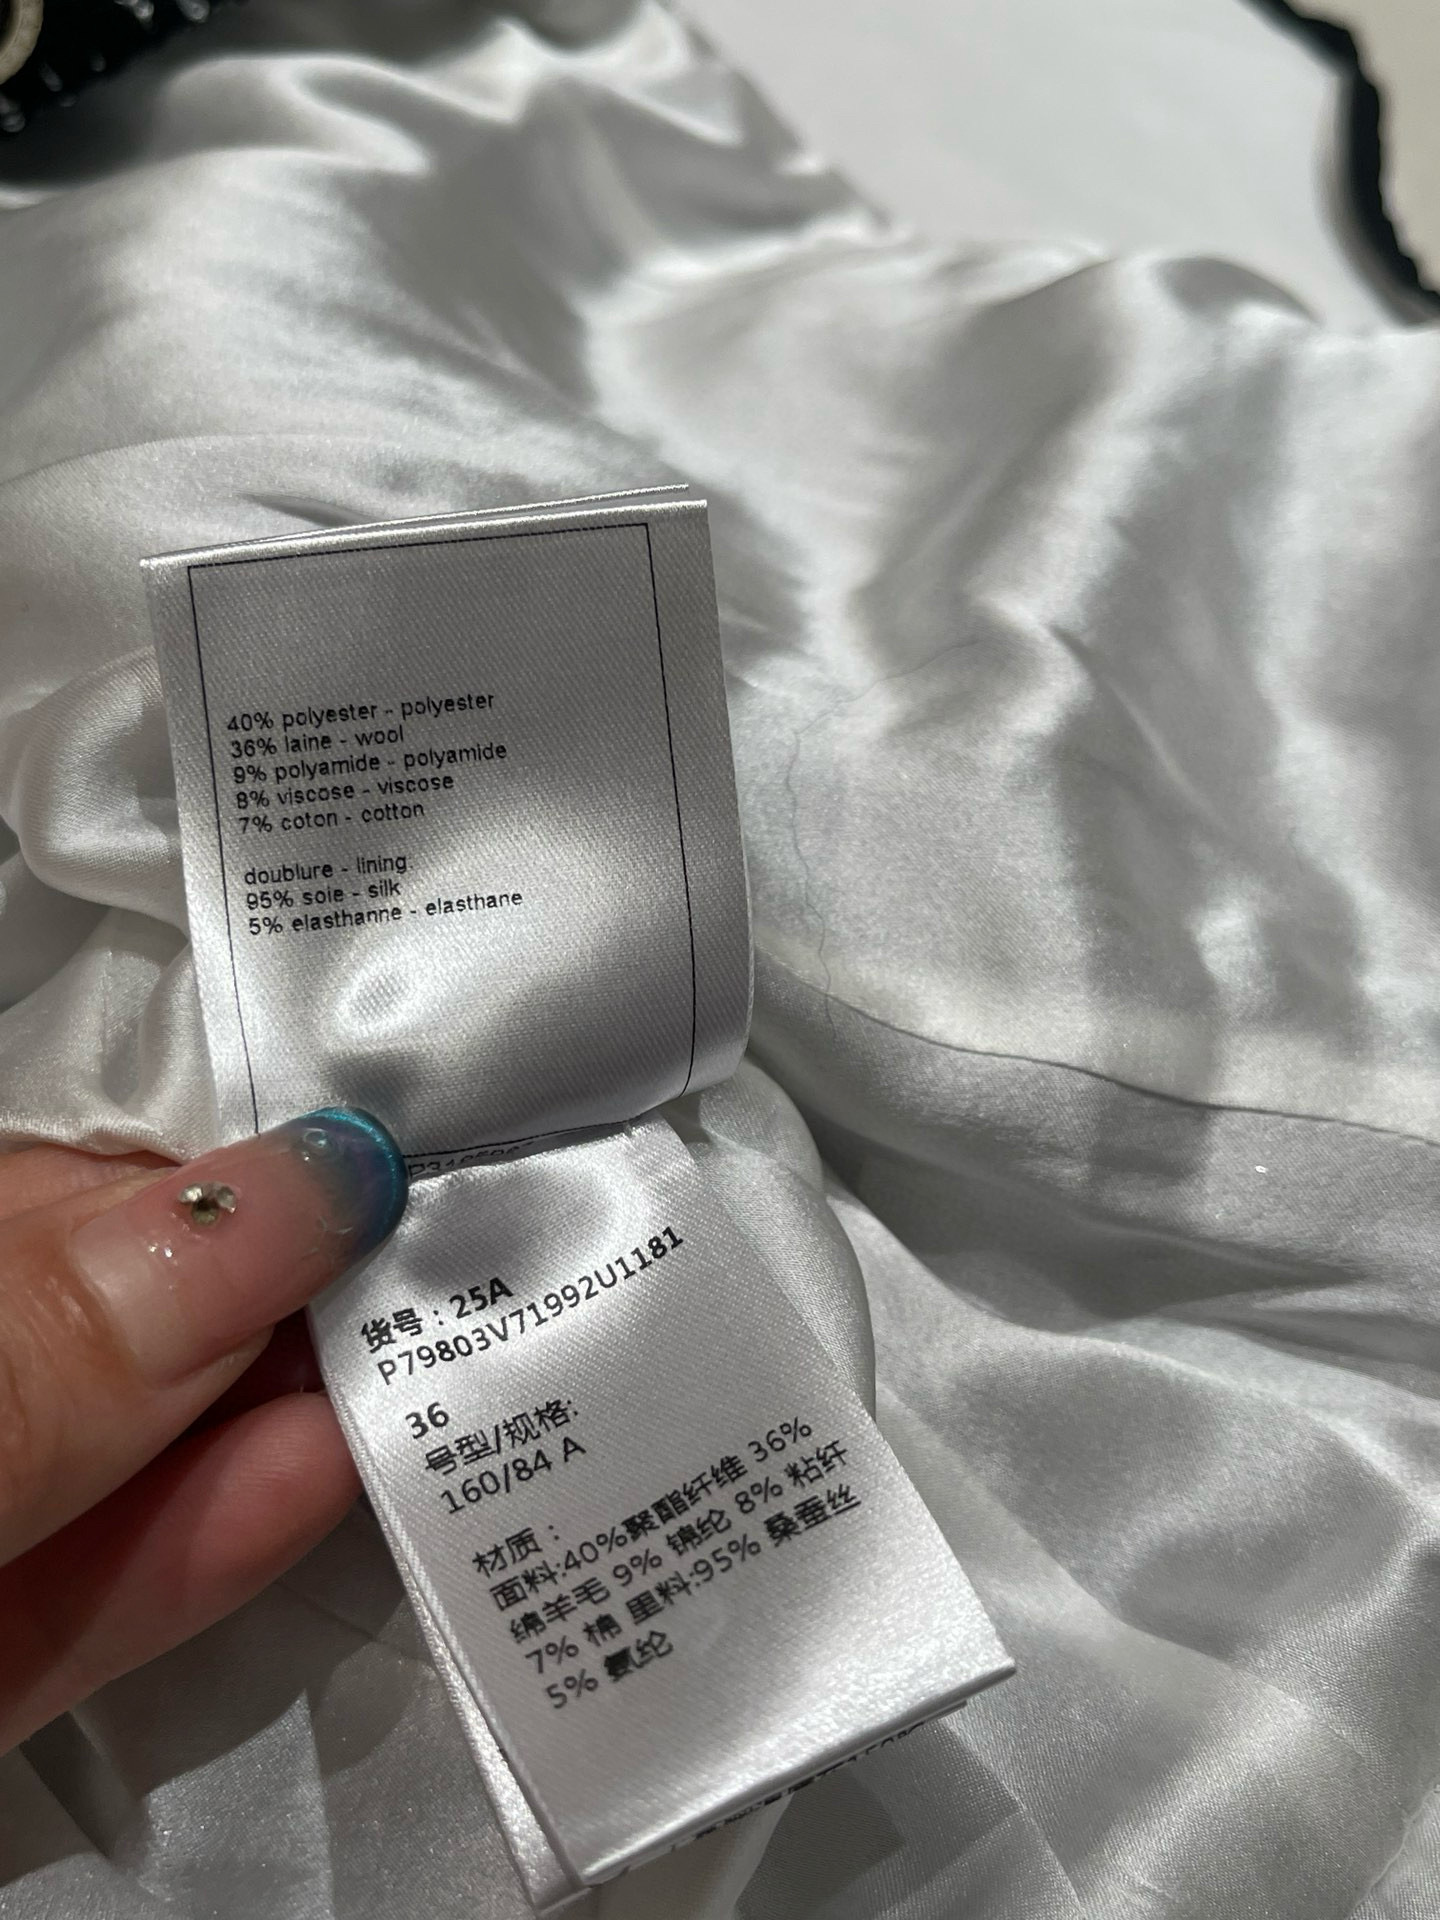 40% polyester - polyester
36% laine - wool
9% polyamide - polyamide
8% viscose - viscose
7% coton - cotton
doublure - lining:
95% soie - silk
5% elasthanne - elasthane
货号：25A
P79803V71992U1181
36
号型/规格:
160/84 A
材质：
面料:40%聚酯纤维 36%
绵羊毛 9% 锦纶 8% 粘纤
7% 棉 里料:95% 桑蚕丝
5% 氨纶